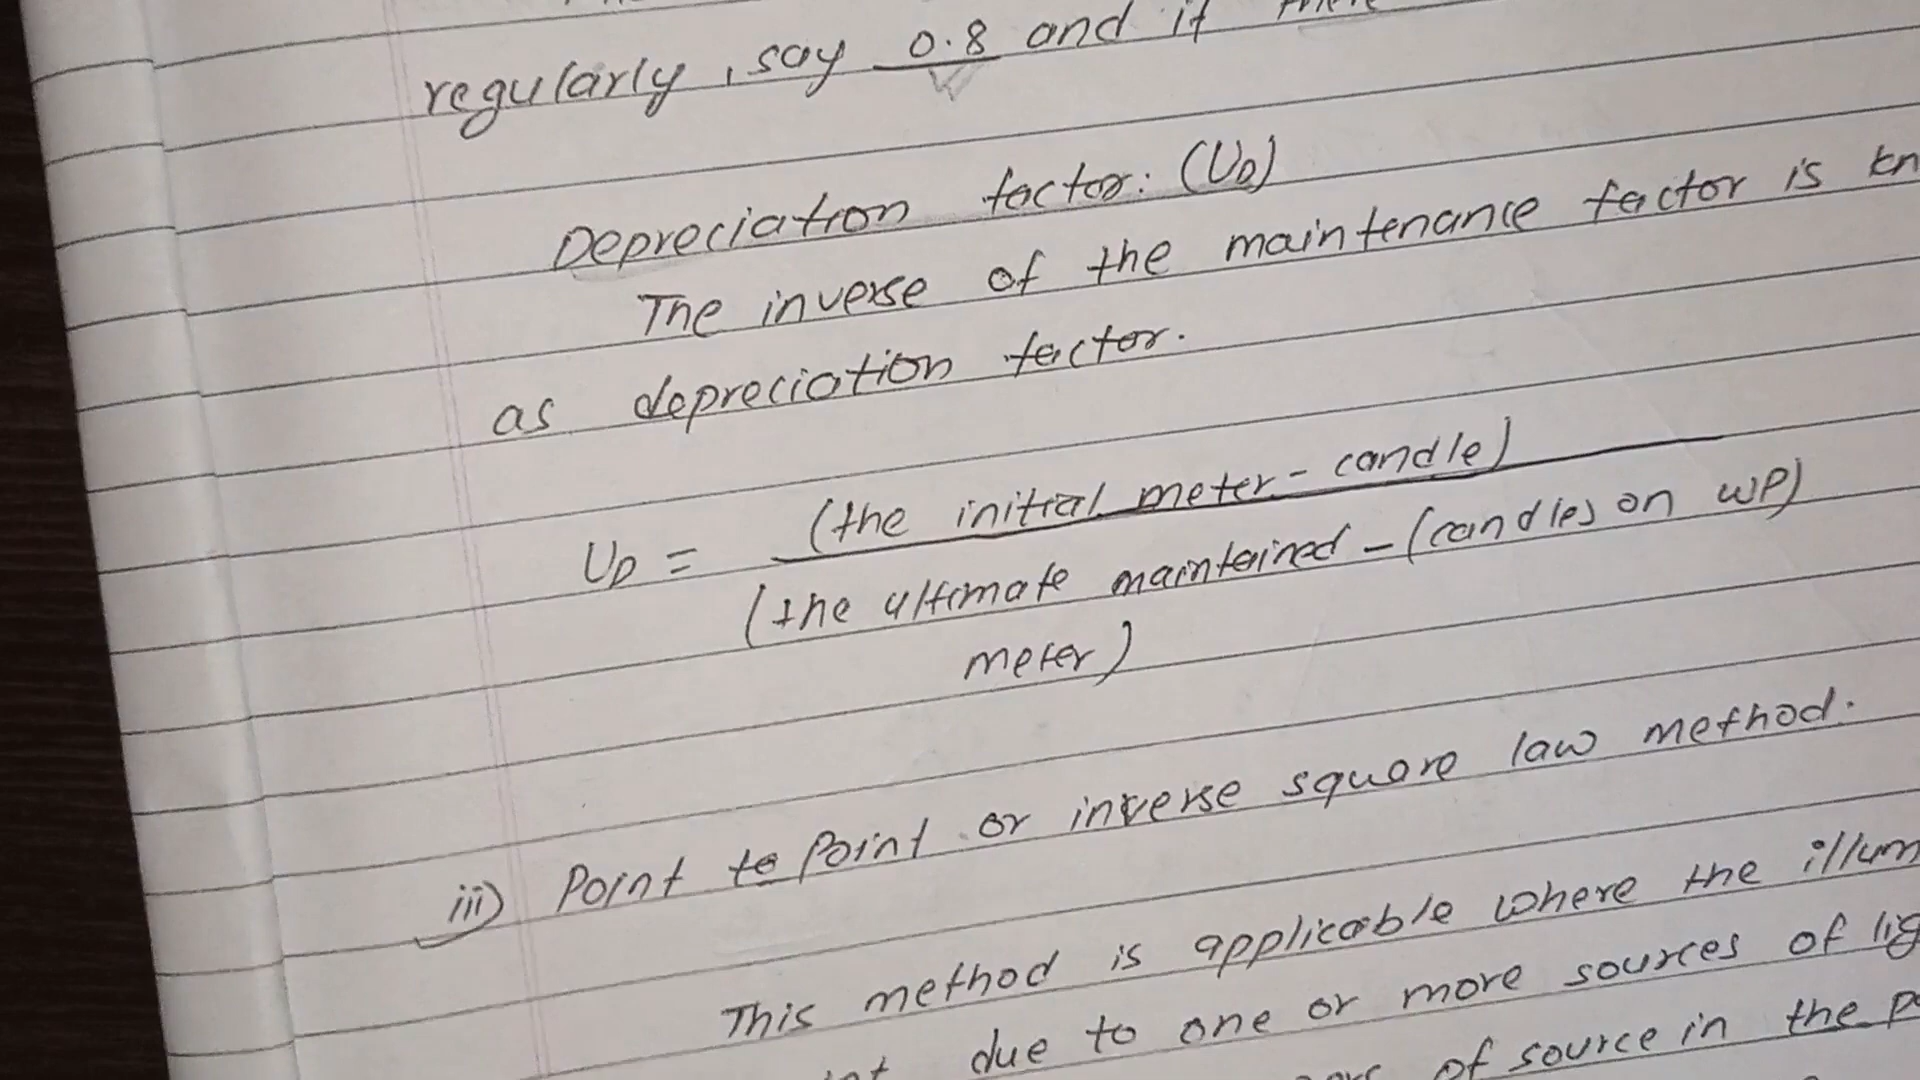 regularly, say 0.8 and if
Depreciation factor: (UD)
The inverse of the maintenance factor is kn
as depreciation factor.
UD = (the initial meter - candle)
(the ultimate maintained - (candles on WP)
meter)
iii) Point to Point or inverse square law method.
This method is applicable where the illum
due to one or more sources of lig
of source in the